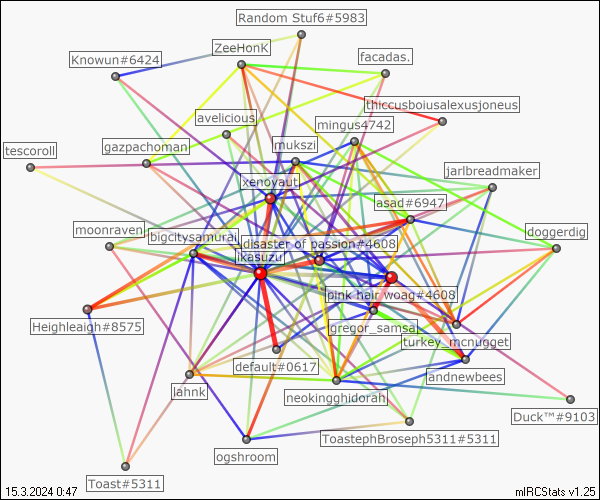 Random Stuf6#5983
ZeeHonK
Knowun#6424
facadas.
thiccusboiusalexusjoneus
avelicious
mingus4742
tescoroll
gazpachoman
mukszi
jarlbreadmaker
xenoyaut
asad#6947
moonraven
bigcitysamurai
disaster of passion#4608
doggerdig
ikasuzu
pink hair woag#4608
Heighleaigh#8575
gregor_samsa.
turkey_mcnugget
default#0617
andnewbees
lahnk
neokingghidorah
Duck™#9103
ToastephBroseph5311#5311
ogshroom
Toast#5311
15.3.2024 0:47
mIRCStats v1.25